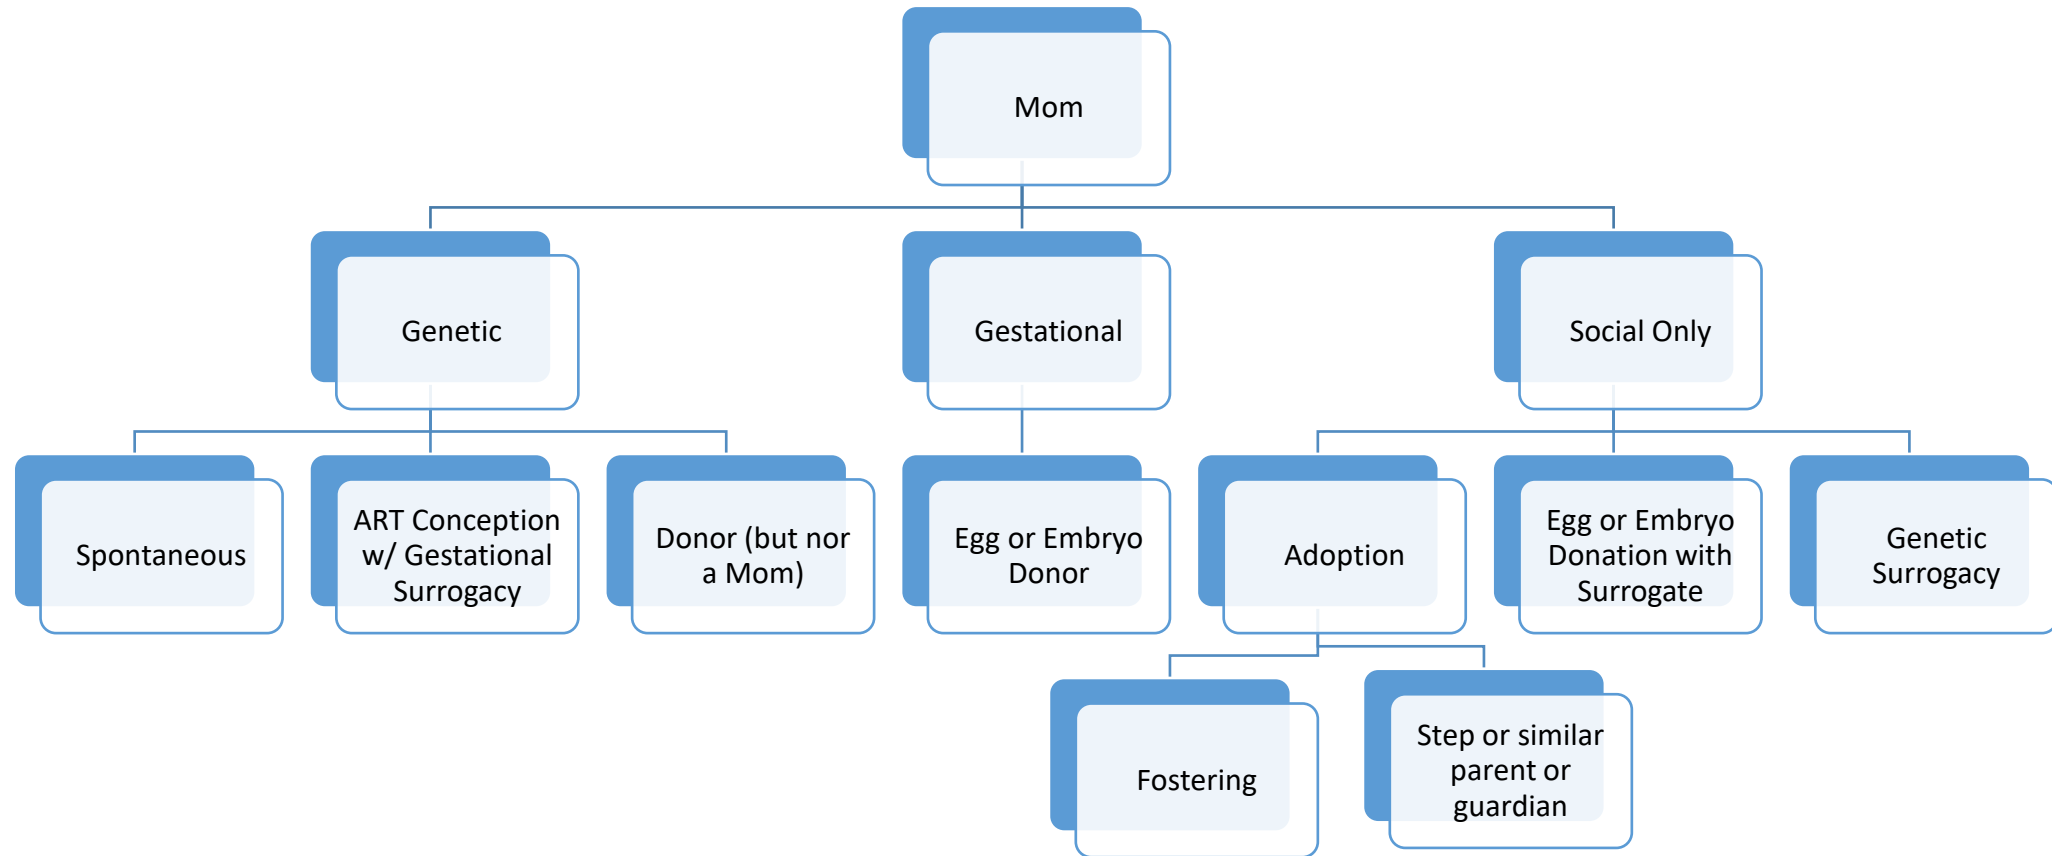 Mom
Genetic
Gestational
Social Only
Spontaneous
ART Conception
w/ Gestational
Surrogacy
Donor (but nor
a Mom)
Egg or Embryo
Donor
Adoption
Egg or Embryo
Donation with
Surrogate
Genetic
Surrogacy
Fostering
Step or similar
parent or
guardian